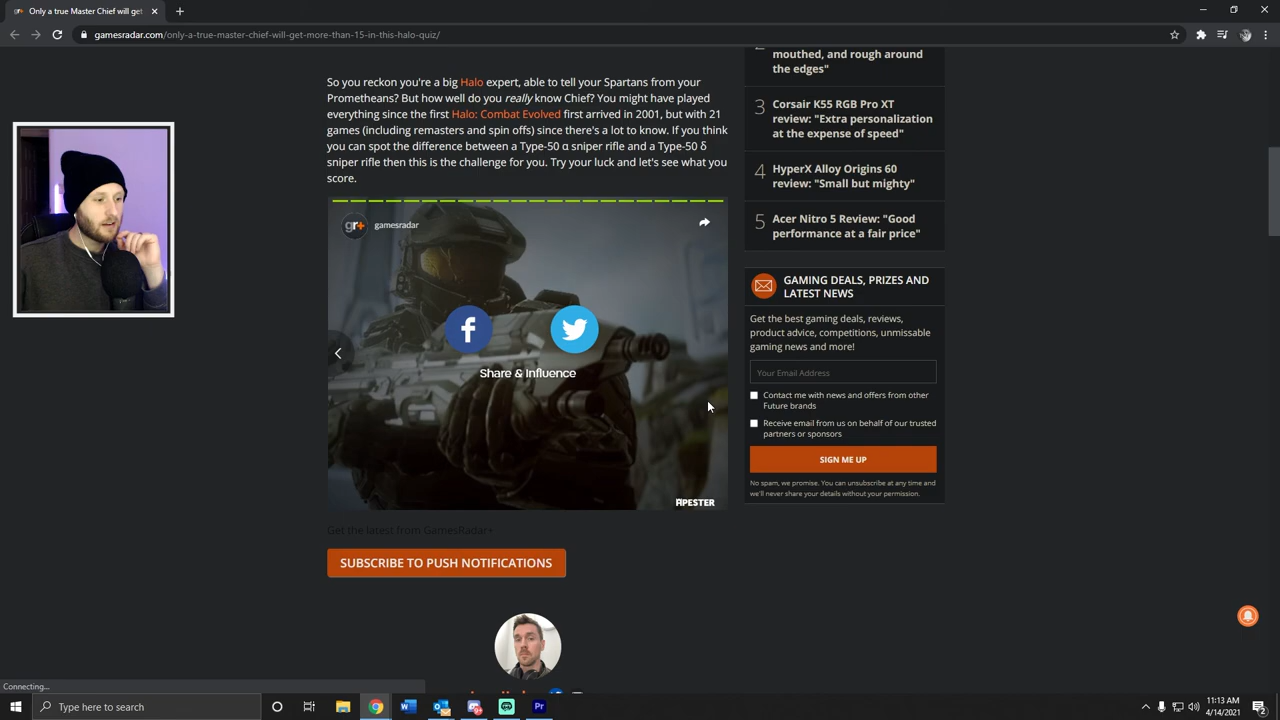 Only a true Master Chief will get
gamesradar.com/only-a-true-master-chief-will-get-more-than-15-in-this-halo-quiz/
So you reckon you're a big Halo expert, able to tell your Spartans from your
Prometheans? But how well do you really know Chief? You might have played
everything since the first Halo: Combat Evolved first arrived in 2001, but with 21
games (including remasters and spin offs) since there's a lot to know. If you think
you can spot the difference between a Type-50 α sniper rifle and a Type-50 δ
sniper rifle then this is the challenge for you. Try your luck and let's see what you
score.
gr+ gamesradar
Share & Influence
APESTER
Get the latest from GamesRadar+
SUBSCRIBE TO PUSH NOTIFICATIONS
mouthed, and rough around
the edges"
3 Corsair K55 RGB Pro XT
review: "Extra personalization
at the expense of speed"
4 HyperX Alloy Origins 60
review: "Small but mighty"
5 Acer Nitro 5 Review: "Good
performance at a fair price"
GAMING DEALS, PRIZES AND
LATEST NEWS
Get the best gaming deals, reviews,
product advice, competitions, unmissable
gaming news and more!
Your Email Address
Contact me with news and offers from other
Future brands
Receive email from us on behalf of our trusted
partners or sponsors
SIGN ME UP
No spam, we promise. You can unsubscribe at any time and
we'll never share your details without your permission.
Connecting...
Type here to search
11:13 AM
4/14/2021